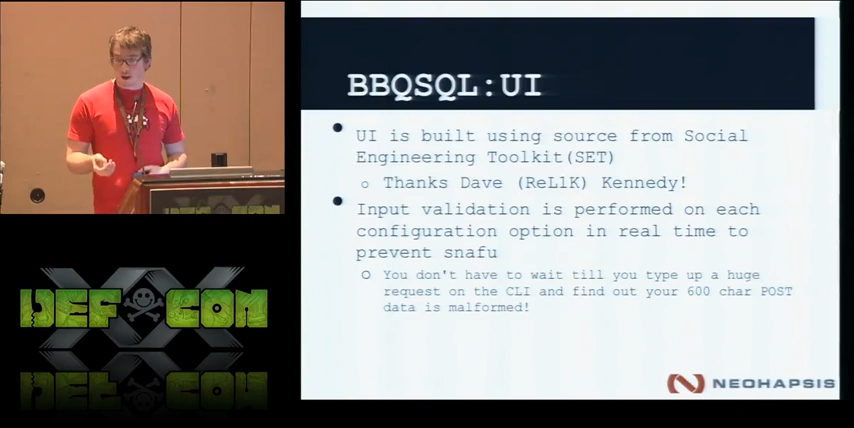 BBQSQL:UI
UI is built using source from Social
Engineering Toolkit(SET)
Thanks Dave (ReL1K) Kennedy!
Input validation is performed on each
configuration option in real time to
prevent snafu
You don't have to wait till you type up a huge
request on the CLI and find out your 600 char POST
data is malformed!
DEF CON
DEF CON
XX
NEOHAPSIS